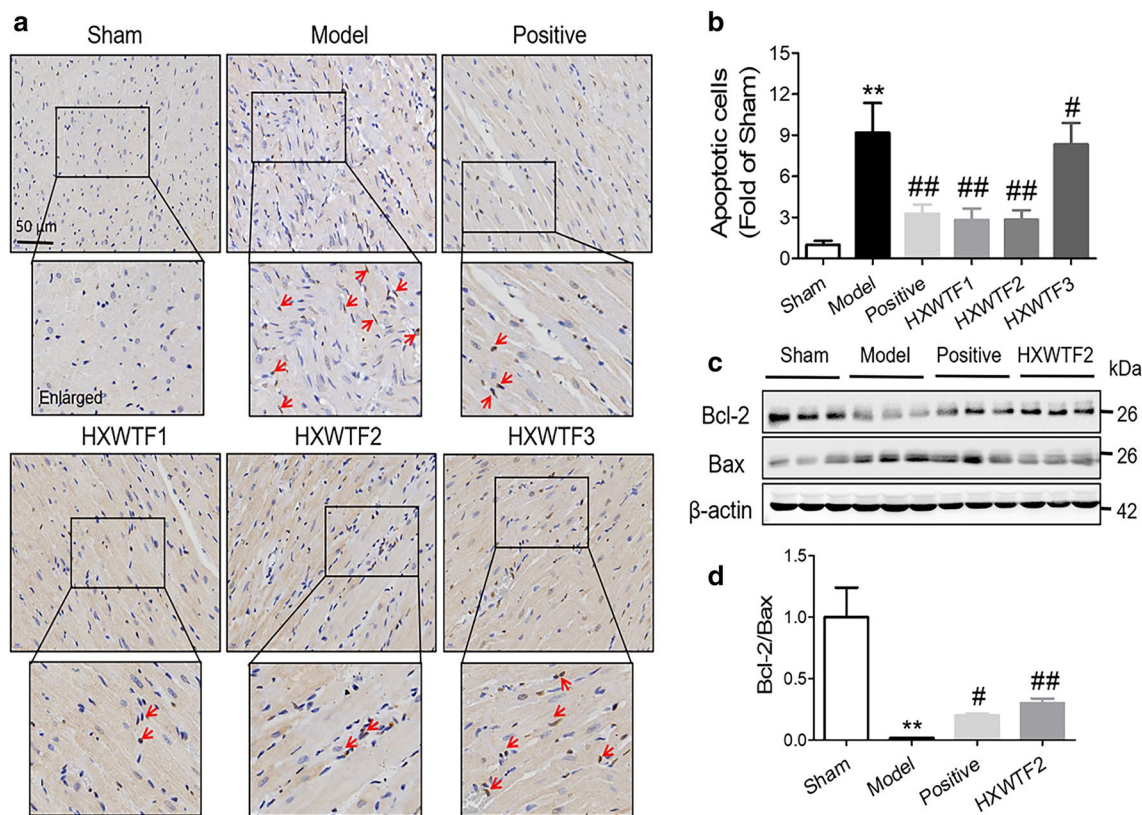 a
Sham Model Positive
50 µm
Enlarged
HXWTF1 HXWTF2 HXWTF3
b
Apoptotic cells
(Fold of Sham)
15
12
9
6
3
0
**
##
##
##
#
Sham
Model
Positive
HXWTF1
HXWTF2
HXWTF3
c
Sham Model Positive HXWTF2 kDa
Bcl-2 26
Bax 26
β-actin 42
d
Bcl-2/Bax
1.5
1.0
0.5
0.0
**
#
##
Sham
Model
Positive
HXWTF2